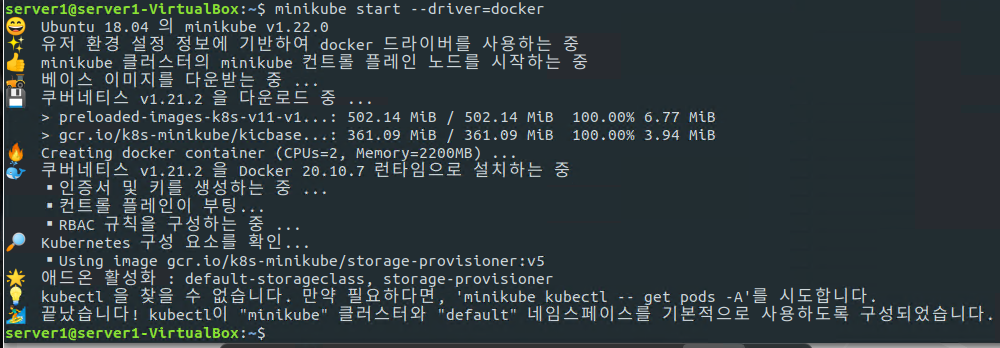 server1@server1-VirtualBox:~$ minikube start --driver=docker
😄 Ubuntu 18.04 의 minikube v1.22.0
✨ 유저 환경 설정 정보에 기반하여 docker 드라이버를 사용하는 중
👍 minikube 클러스터의 minikube 컨트롤 플레인 노드를 시작하는 중
🚜 베이스 이미지를 다운받는 중 ...
💾 쿠버네티스 v1.21.2 을 다운로드 중 ...
> preloaded-images-k8s-v11-v1...: 502.14 MiB / 502.14 MiB 100.00% 6.77 MiB
> gcr.io/k8s-minikube/kicbase...: 361.09 MiB / 361.09 MiB 100.00% 3.94 MiB
🔥 Creating docker container (CPUs=2, Memory=2200MB) ...
🐳 쿠버네티스 v1.21.2 을 Docker 20.10.7 런타임으로 설치하는 중
▪ 인증서 및 키를 생성하는 중 ...
▪ 컨트롤 플레인이 부팅...
▪ RBAC 규칙을 구성하는 중 ...
🔎 Kubernetes 구성 요소를 확인...
▪ Using image gcr.io/k8s-minikube/storage-provisioner:v5
🌟 애드온 활성화 : default-storageclass, storage-provisioner
💡 kubectl 을 찾을 수 없습니다. 만약 필요하다면, 'minikube kubectl -- get pods -A'를 시도합니다.
🏄 끝났습니다! kubectl이 "minikube" 클러스터와 "default" 네임스페이스를 기본적으로 사용하도록 구성되었습니다.
server1@server1-VirtualBox:~$